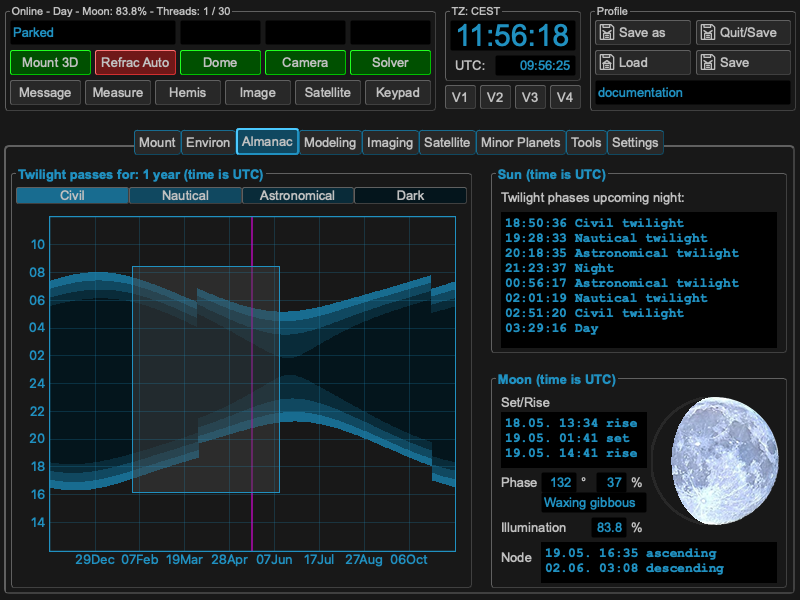 Online - Day - Moon: 83.8% - Threads: 1 / 30
Parked
Mount 3D
Refrac Auto
Dome
Camera
Solver
Message
Measure
Hemis
Image
Satellite
Keypad
TZ: CEST
11:56:18
UTC: 09:56:25
V1
V2
V3
V4
Profile
Save as
Quit/Save
Load
Save
documentation
Mount
Environ
Almanac
Modeling
Imaging
Satellite
Minor Planets
Tools
Settings
Twilight passes for: 1 year (time is UTC)
Civil
Nautical
Astronomical
Dark
10
08
06
04
02
24
22
20
18
16
14
29Dec 07Feb 19Mar 28Apr 07Jun 17Jul 27Aug 06Oct
Sun (time is UTC)
Twilight phases upcoming night:
18:50:36 Civil twilight
19:28:33 Nautical twilight
20:18:35 Astronomical twilight
21:23:37 Night
00:56:17 Astronomical twilight
02:01:19 Nautical twilight
02:51:20 Civil twilight
03:29:16 Day
Moon (time is UTC)
Set/Rise
18.05. 13:34 rise
19.05. 01:41 set
19.05. 14:41 rise
Phase 132 ° 37 %
Waxing gibbous
Illumination 83.8 %
Node
19.05. 16:35 ascending
02.06. 03:08 descending